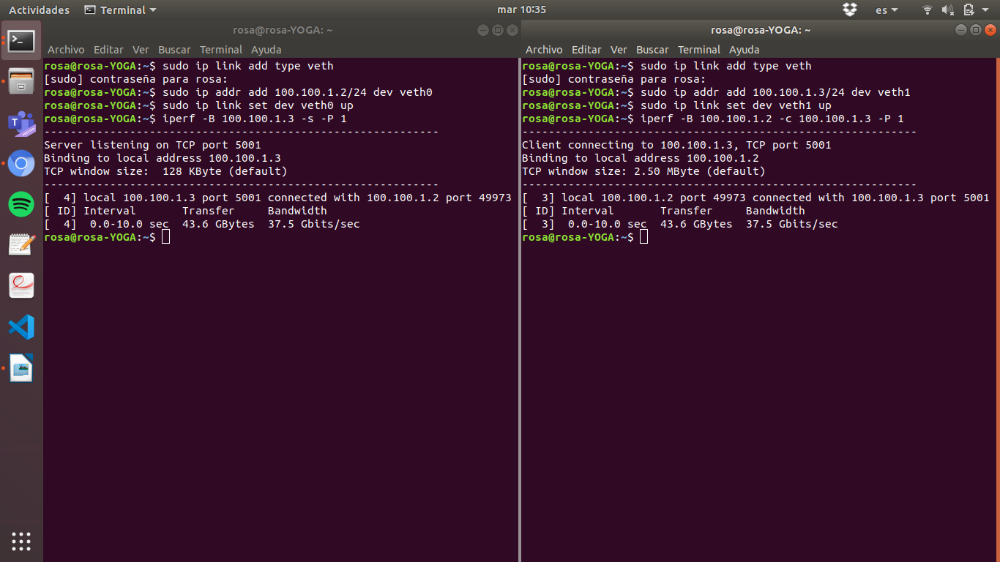 Actividades
Terminal
mar 10:35
es
rosa@rosa-YOGA: ~
Archivo Editar Ver Buscar Terminal Ayuda
rosa@rosa-YOGA:~$ sudo ip link add type veth
[sudo] contraseña para rosa:
rosa@rosa-YOGA:~$ sudo ip addr add 100.100.1.2/24 dev veth0
rosa@rosa-YOGA:~$ sudo ip link set dev veth0 up
rosa@rosa-YOGA:~$ iperf -B 100.100.1.3 -s -P 1
------------------------------------------------------------
Server listening on TCP port 5001
Binding to local address 100.100.1.3
TCP window size:  128 KByte (default)
------------------------------------------------------------
[  4] local 100.100.1.3 port 5001 connected with 100.100.1.2 port 49973
[ ID] Interval       Transfer     Bandwidth
[  4]  0.0-10.0 sec  43.6 GBytes  37.5 Gbits/sec
rosa@rosa-YOGA:~$
rosa@rosa-YOGA: ~
Archivo Editar Ver Buscar Terminal Ayuda
rosa@rosa-YOGA:~$ sudo ip link add type veth
[sudo] contraseña para rosa:
rosa@rosa-YOGA:~$ sudo ip addr add 100.100.1.3/24 dev veth1
rosa@rosa-YOGA:~$ sudo ip link set dev veth1 up
rosa@rosa-YOGA:~$ iperf -B 100.100.1.2 -c 100.100.1.3 -P 1
------------------------------------------------------------
Client connecting to 100.100.1.3, TCP port 5001
Binding to local address 100.100.1.2
TCP window size: 2.50 MByte (default)
------------------------------------------------------------
[  3] local 100.100.1.2 port 49973 connected with 100.100.1.3 port 5001
[ ID] Interval       Transfer     Bandwidth
[  3]  0.0-10.0 sec  43.6 GBytes  37.5 Gbits/sec
rosa@rosa-YOGA:~$